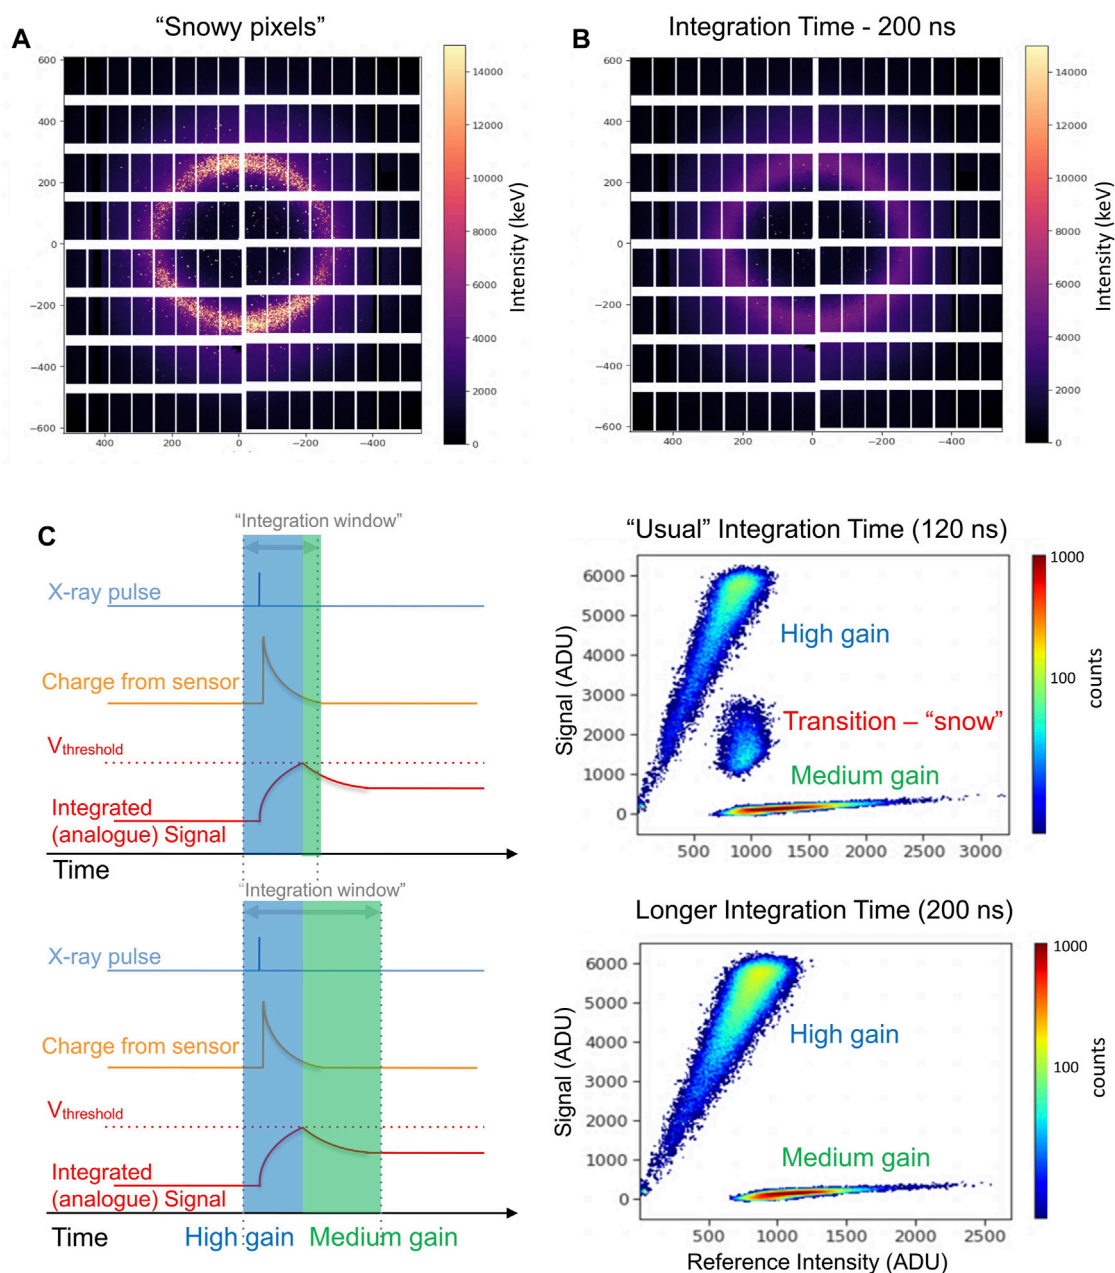 A
“Snowy pixels”
600
400
200
0
−200
−400
−600
400
200
0
−200
−400
14000
12000
10000
8000
6000
4000
2000
0
Intensity (keV)
B
Integration Time - 200 ns
600
400
200
0
−200
−400
−600
400
200
0
−200
−400
14000
12000
10000
8000
6000
4000
2000
0
Intensity (keV)
C
“Integration window”
X-ray pulse
Charge from sensor
Vthreshold
Integrated
(analogue) Signal
Time
“Integration window”
X-ray pulse
Charge from sensor
Vthreshold
Integrated
(analogue) Signal
Time
High gain
Medium gain
“Usual” Integration Time (120 ns)
6000
5000
4000
3000
2000
1000
0
Signal (ADU)
High gain
Transition – “snow”
Medium gain
500
1000
1500
2000
2500
3000
1000
100
counts
Longer Integration Time (200 ns)
6000
5000
4000
3000
2000
1000
0
Signal (ADU)
High gain
Medium gain
500
1000
1500
2000
2500
Reference Intensity (ADU)
1000
100
counts